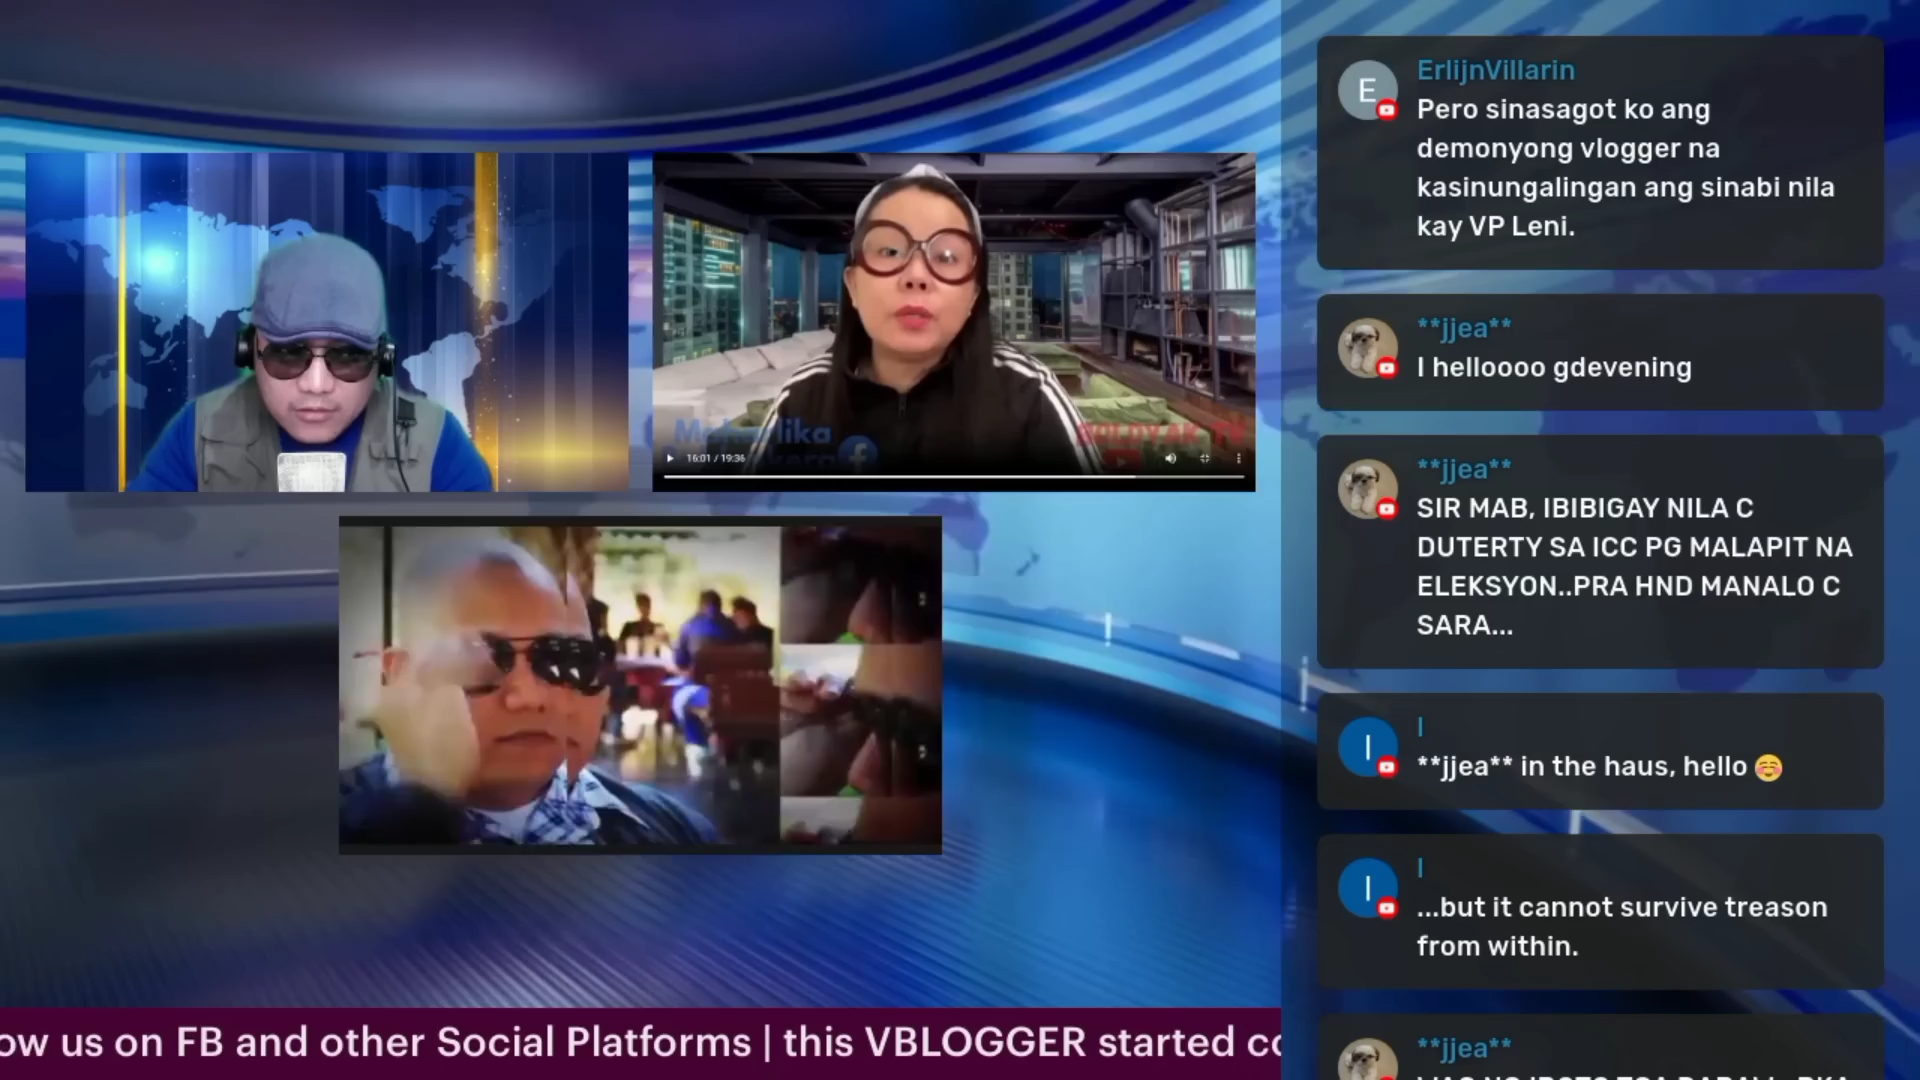 ErlijnVillarin
Pero sinasagot ko ang
demonyong vlogger na
kasinungalingan ang sinabi nila
kay VP Leni.
**jjea**
I helloooo gdevening
**jjea**
SIR MAB, IBIBIGAY NILA C
DUTERTY SA ICC PG MALAPIT NA
ELEKSYON..PRA HND MANALO C
SARA...
I
**jjea** in the haus, hello ☺️
I
...but it cannot survive treason
from within.
**jjea**
E
I
I
16:01 / 19:36
ow us on FB and other Social Platforms | this VBLOGGER started co